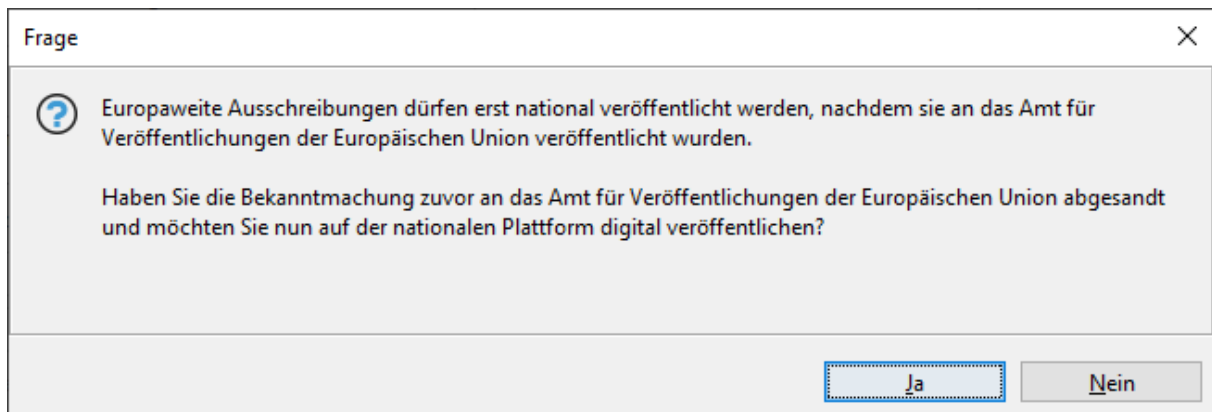 Frage
Europaweite Ausschreibungen dürfen erst national veröffentlicht werden, nachdem sie an das Amt für
Veröffentlichungen der Europäischen Union veröffentlicht wurden.
Haben Sie die Bekanntmachung zuvor an das Amt für Veröffentlichungen der Europäischen Union abgesandt
und möchten Sie nun auf der nationalen Plattform digital veröffentlichen?
Ja
Nein